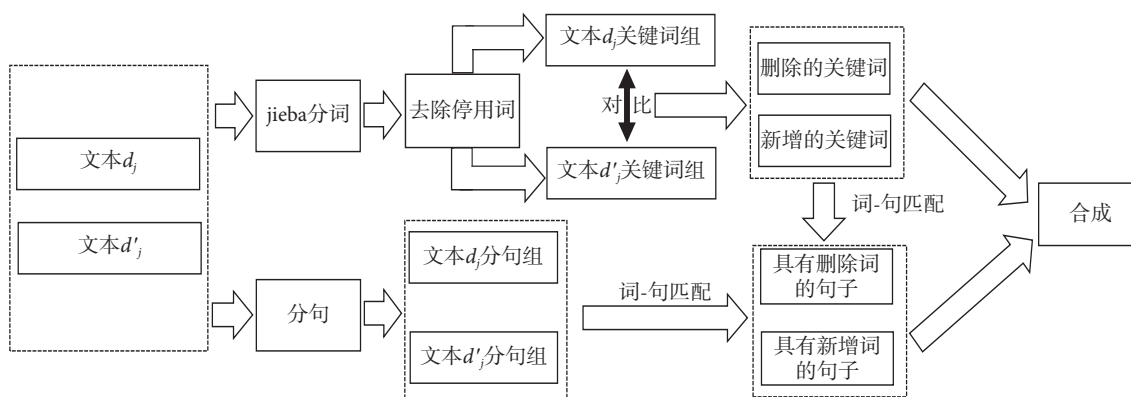 文本dj
文本d'j
jieba分词
去除停用词
文本dj关键词组
对 比
文本d'j关键词组
删除的关键词
新增的关键词
词-句匹配
合成
分句
文本dj分句组
文本d'j分句组
词-句匹配
具有删除词
的句子
具有新增词
的句子